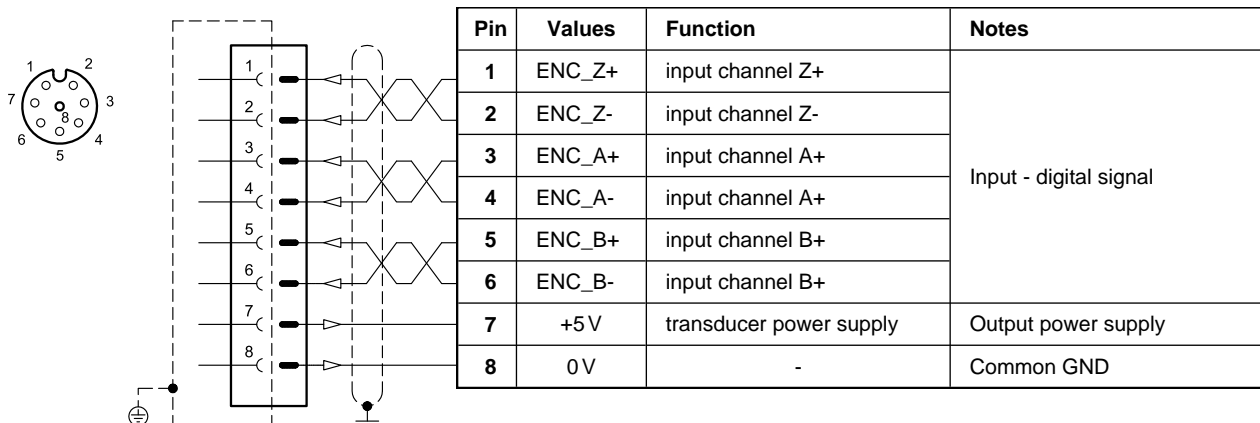 1 2
7 3
8
6 4
5
1
2
3
4
5
6
7
8
Pin Values Function Notes
1 ENC_Z+ input channel Z+
2 ENC_Z- input channel Z-
3 ENC_A+ input channel A+
Input - digital signal
4 ENC_A- input channel A+
5 ENC_B+ input channel B+
6 ENC_B- input channel B+
7 +5 V transducer power supply Output power supply
8 0 V - Common GND